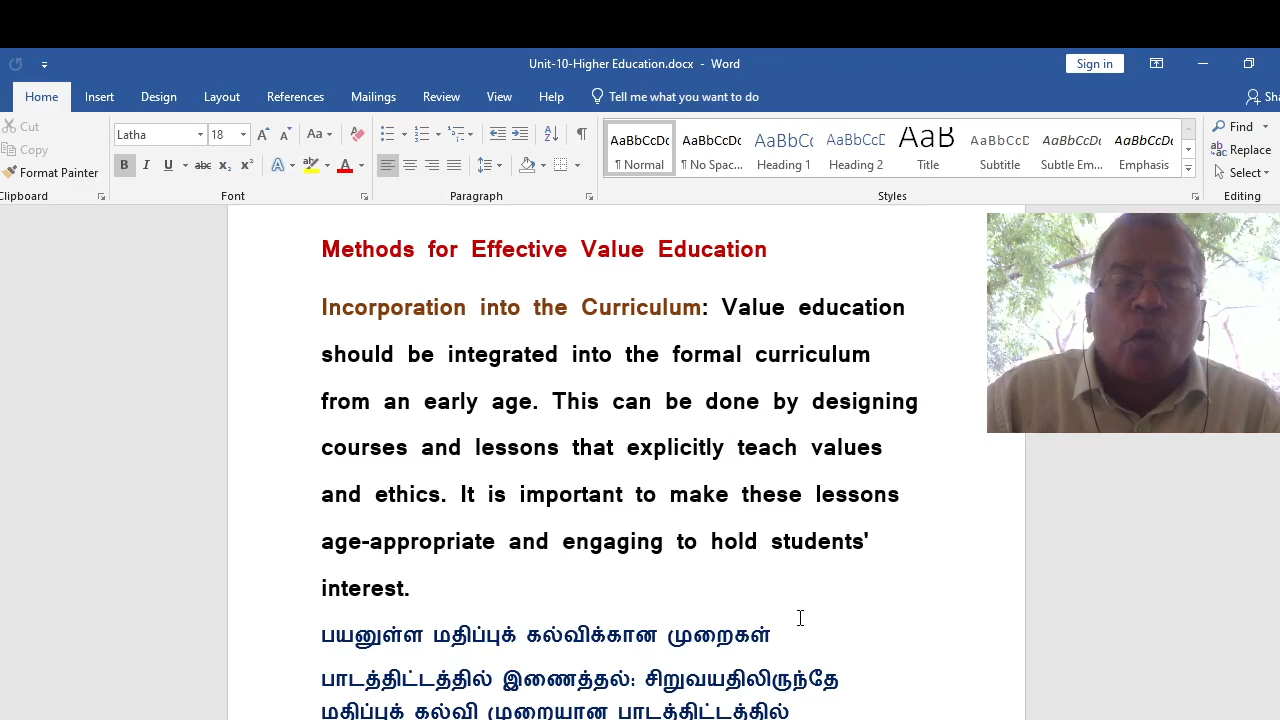 Unit-10-Higher Education.docx - Word
Sign in
Home Insert Design Layout References Mailings Review View Help Tell me what you want to do Sha
Cut
Copy
Format Painter
Clipboard
Latha 18
Font
Paragraph
AaBbCcDc AaBbCcDc AaBbC AaBbCcD AaB AaBbCcD AaBbCcDc AaBbCcDc
¶ Normal ¶ No Spac... Heading 1 Heading 2 Title Subtitle Subtle Em... Emphasis
Styles
Find
Replace
Select
Editing
Methods for Effective Value Education
Incorporation into the Curriculum: Value education
should be integrated into the formal curriculum
from an early age. This can be done by designing
courses and lessons that explicitly teach values
and ethics. It is important to make these lessons
age-appropriate and engaging to hold students'
interest.
பயனுள்ள மதிப்புக் கல்விக்கான முறைகள்
பாடத்திட்டத்தில் இணைத்தல்: சிறுவயதிலிருந்தே
மதிப்புக் கல்வி முறையான பாடத்திட்டத்தில்